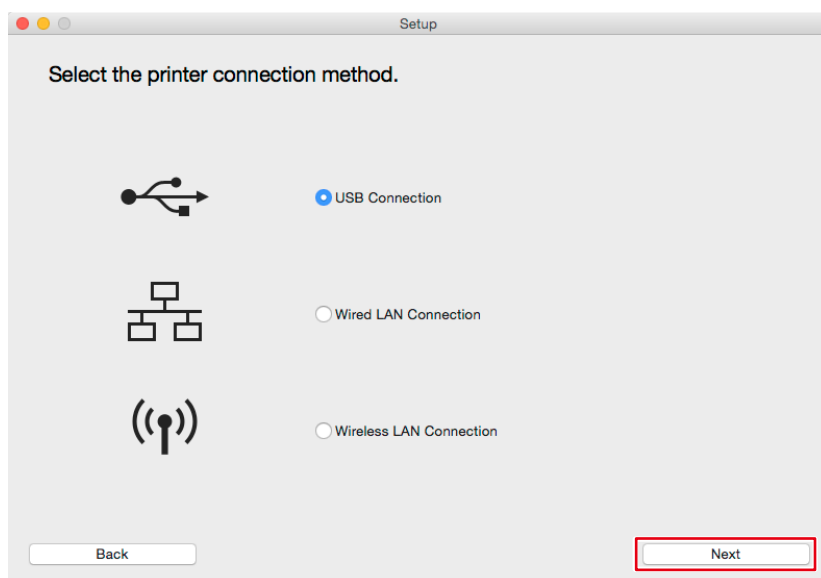 Setup
Select the printer connection method.
USB Connection
Wired LAN Connection
Wireless LAN Connection
Back
Next